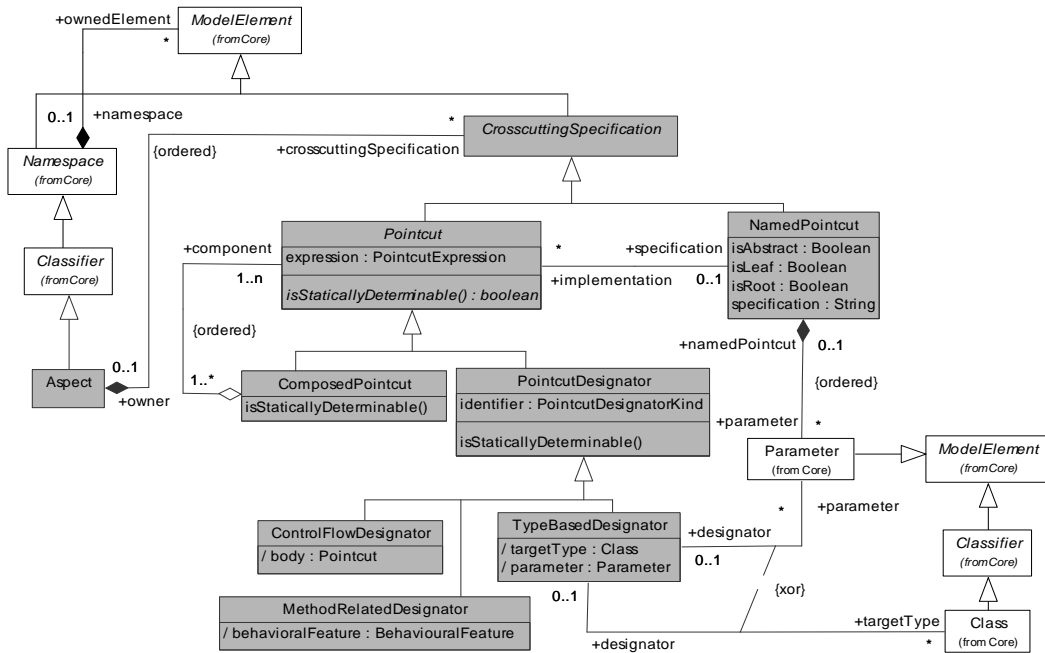 +ownedElement
*
ModelElement
(fromCore)
0..1
+namespace
{ordered}
*
+crosscuttingSpecification
CrosscuttingSpecification
Namespace
(fromCore)
Classifier
(fromCore)
Aspect
0..1
+owner
+component
1..n
{ordered}
1..*
Pointcut
expression : PointcutExpression
isStaticallyDeterminable() : boolean
*
+specification
+implementation
0..1
NamedPointcut
isAbstract : Boolean
isLeaf : Boolean
isRoot : Boolean
specification : String
+namedPointcut
0..1
{ordered}
+parameter
*
ComposedPointcut
isStaticallyDeterminable()
PointcutDesignator
identifier : PointcutDesignatorKind
isStaticallyDeterminable()
Parameter
(from Core)
ModelElement
(fromCore)
*
+parameter
ControlFlowDesignator
/ body : Pointcut
TypeBasedDesignator
/ targetType : Class
/ parameter : Parameter
+designator
0..1
Classifier
(fromCore)
0..1
{xor}
MethodRelatedDesignator
/ behavioralFeature : BehaviouralFeature
+designator
+targetType
*
Class
(from Core)